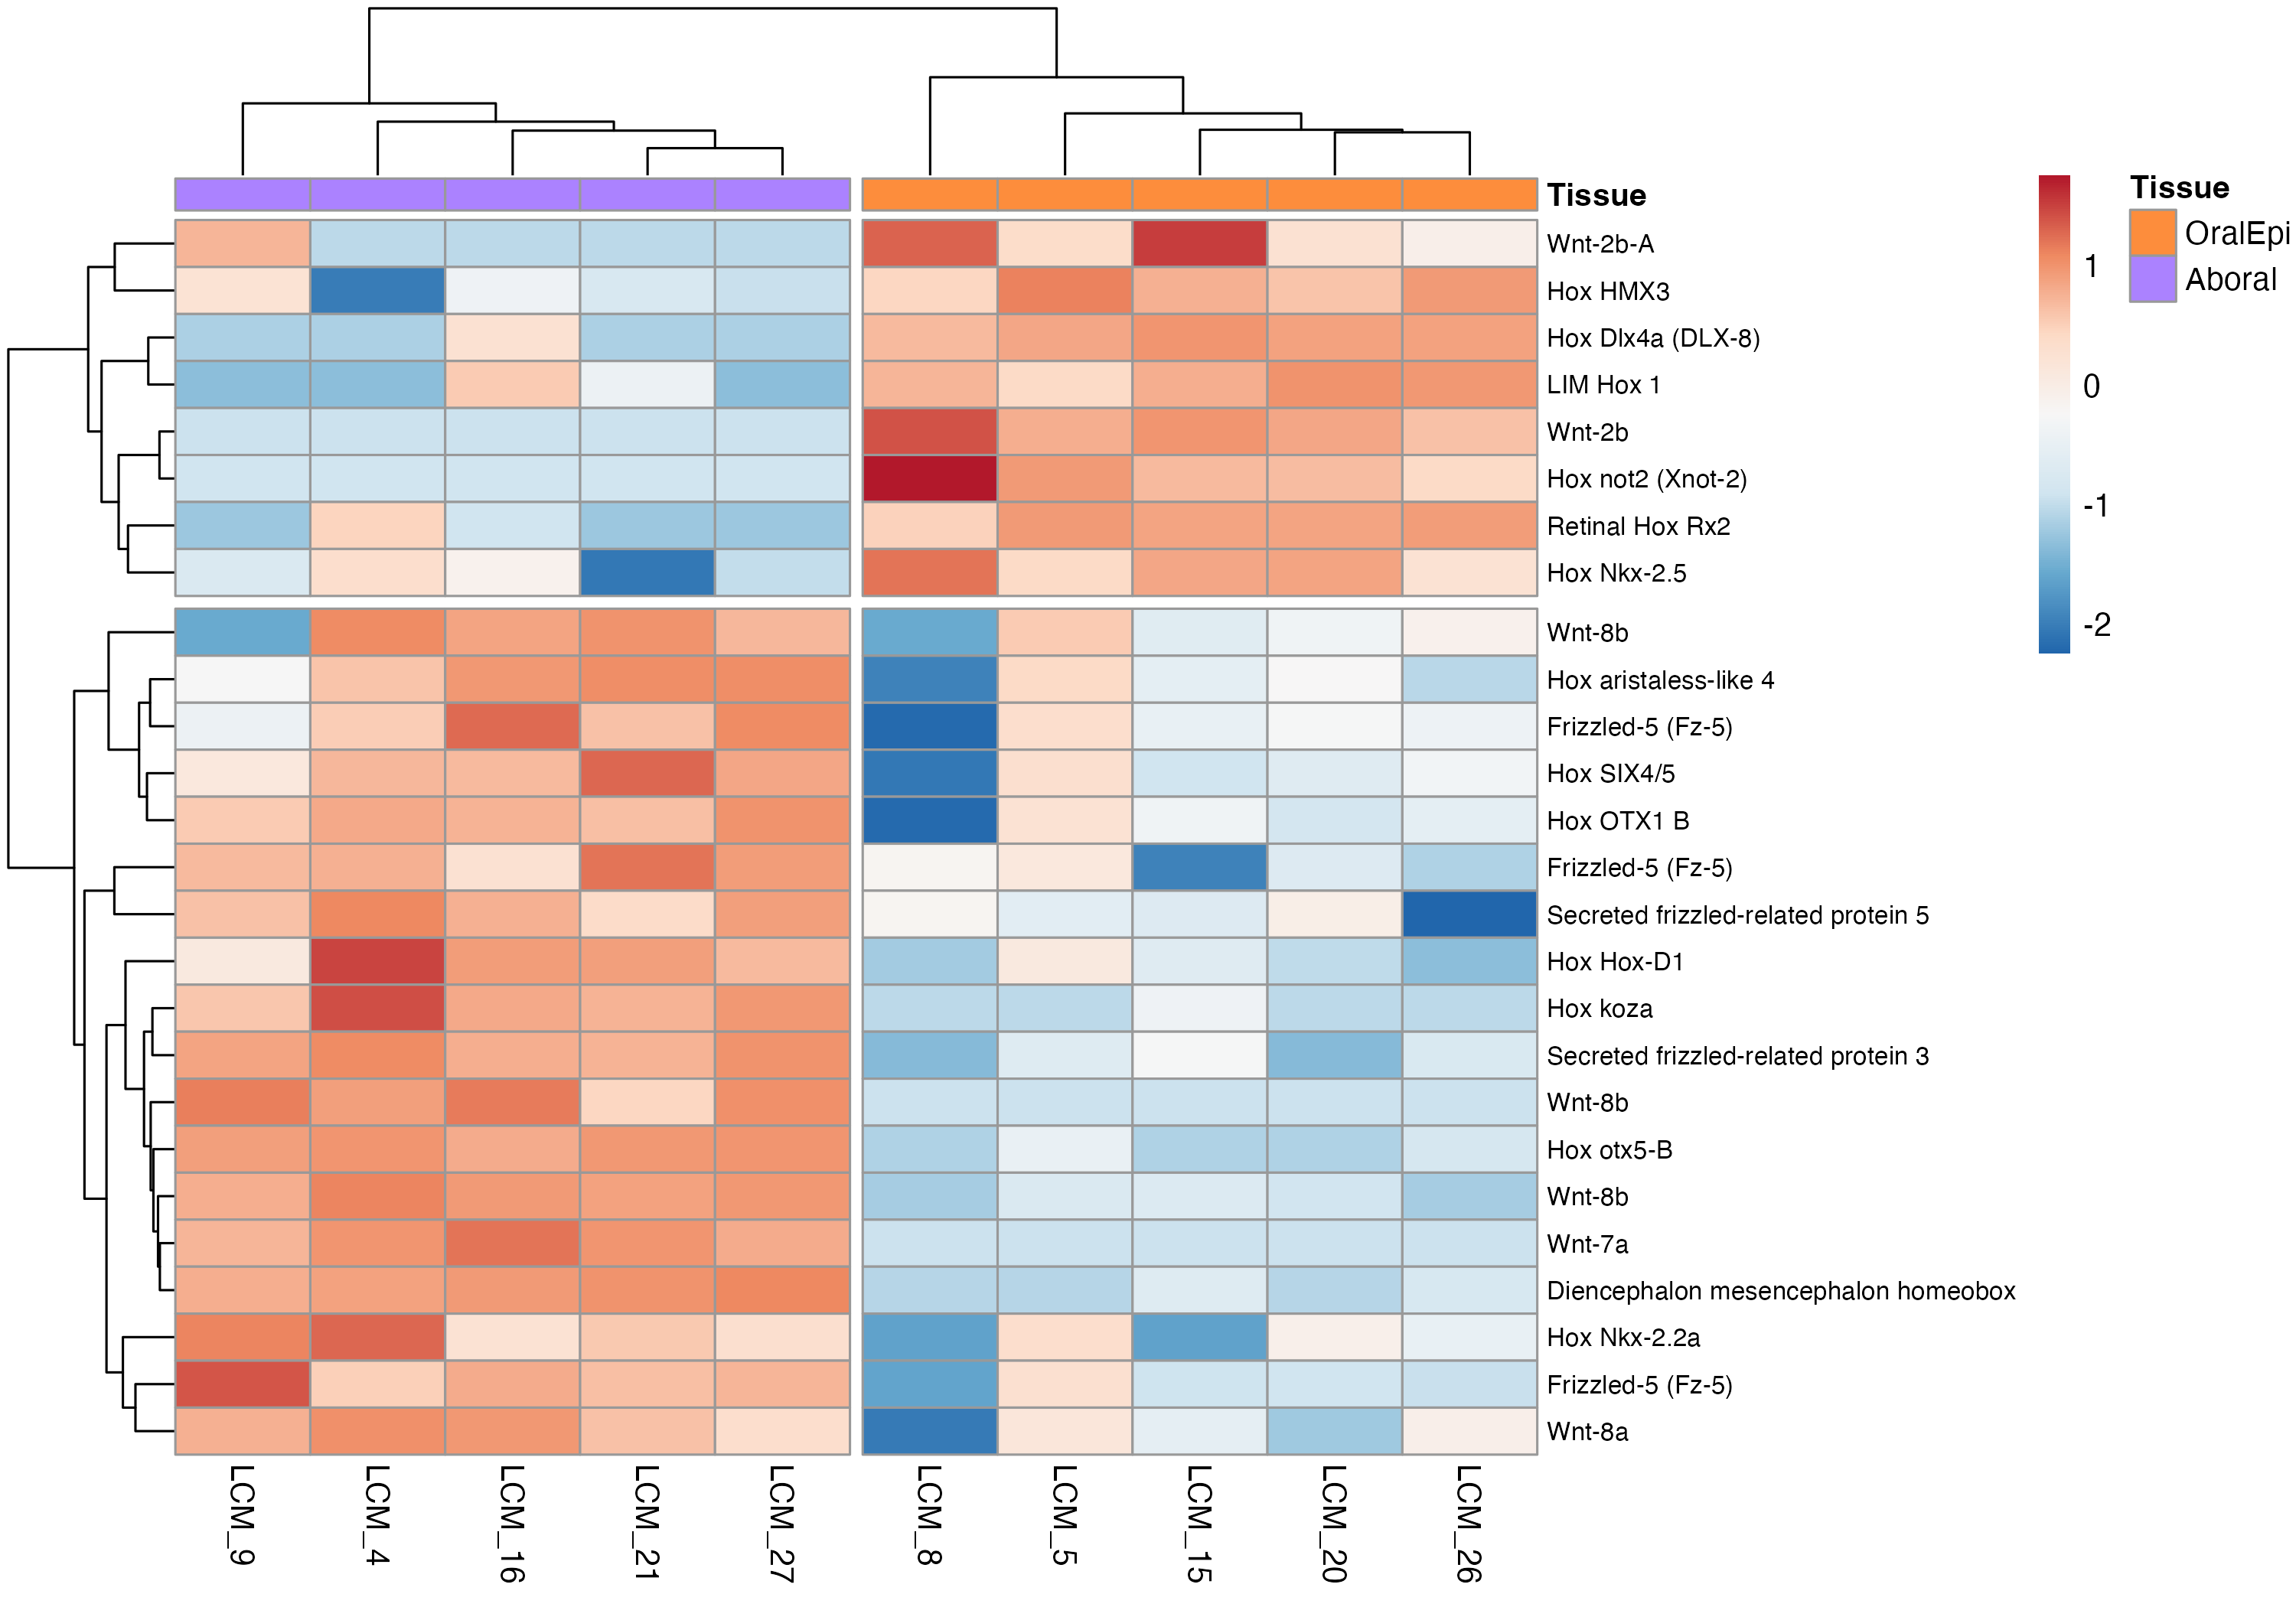 Tissue
Wnt-2b-A
Hox HMX3
Hox Dlx4a (DLX-8)
LIM Hox 1
Wnt-2b
Hox not2 (Xnot-2)
Retinal Hox Rx2
Hox Nkx-2.5
Wnt-8b
Hox aristaless-like 4
Frizzled-5 (Fz-5)
Hox SIX4/5
Hox OTX1 B
Frizzled-5 (Fz-5)
Secreted frizzled-related protein 5
Hox Hox-D1
Hox koza
Secreted frizzled-related protein 3
Wnt-8b
Hox otx5-B
Wnt-8b
Wnt-7a
Diencephalon mesencephalon homeobox
Hox Nkx-2.2a
Frizzled-5 (Fz-5)
Wnt-8a
LCM_9
LCM_4
LCM_16
LCM_21
LCM_27
LCM_8
LCM_5
LCM_15
LCM_20
LCM_26
1
0
-1
-2
Tissue
OralEpi
Aboral